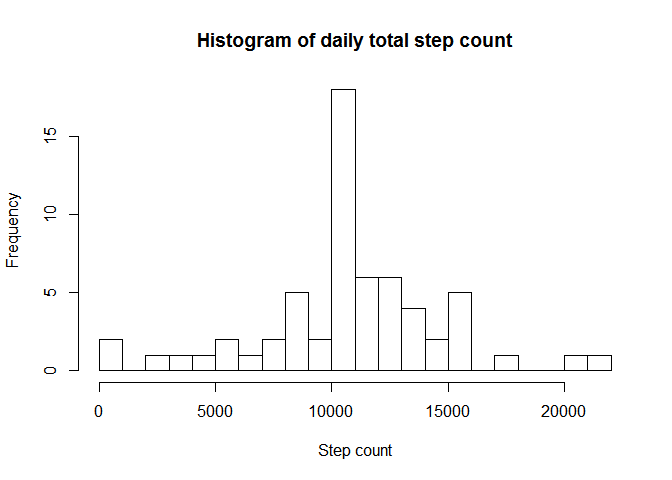 Histogram of daily total step count
Frequency
15
10
5
0
0 5000 10000 15000 20000
Step count